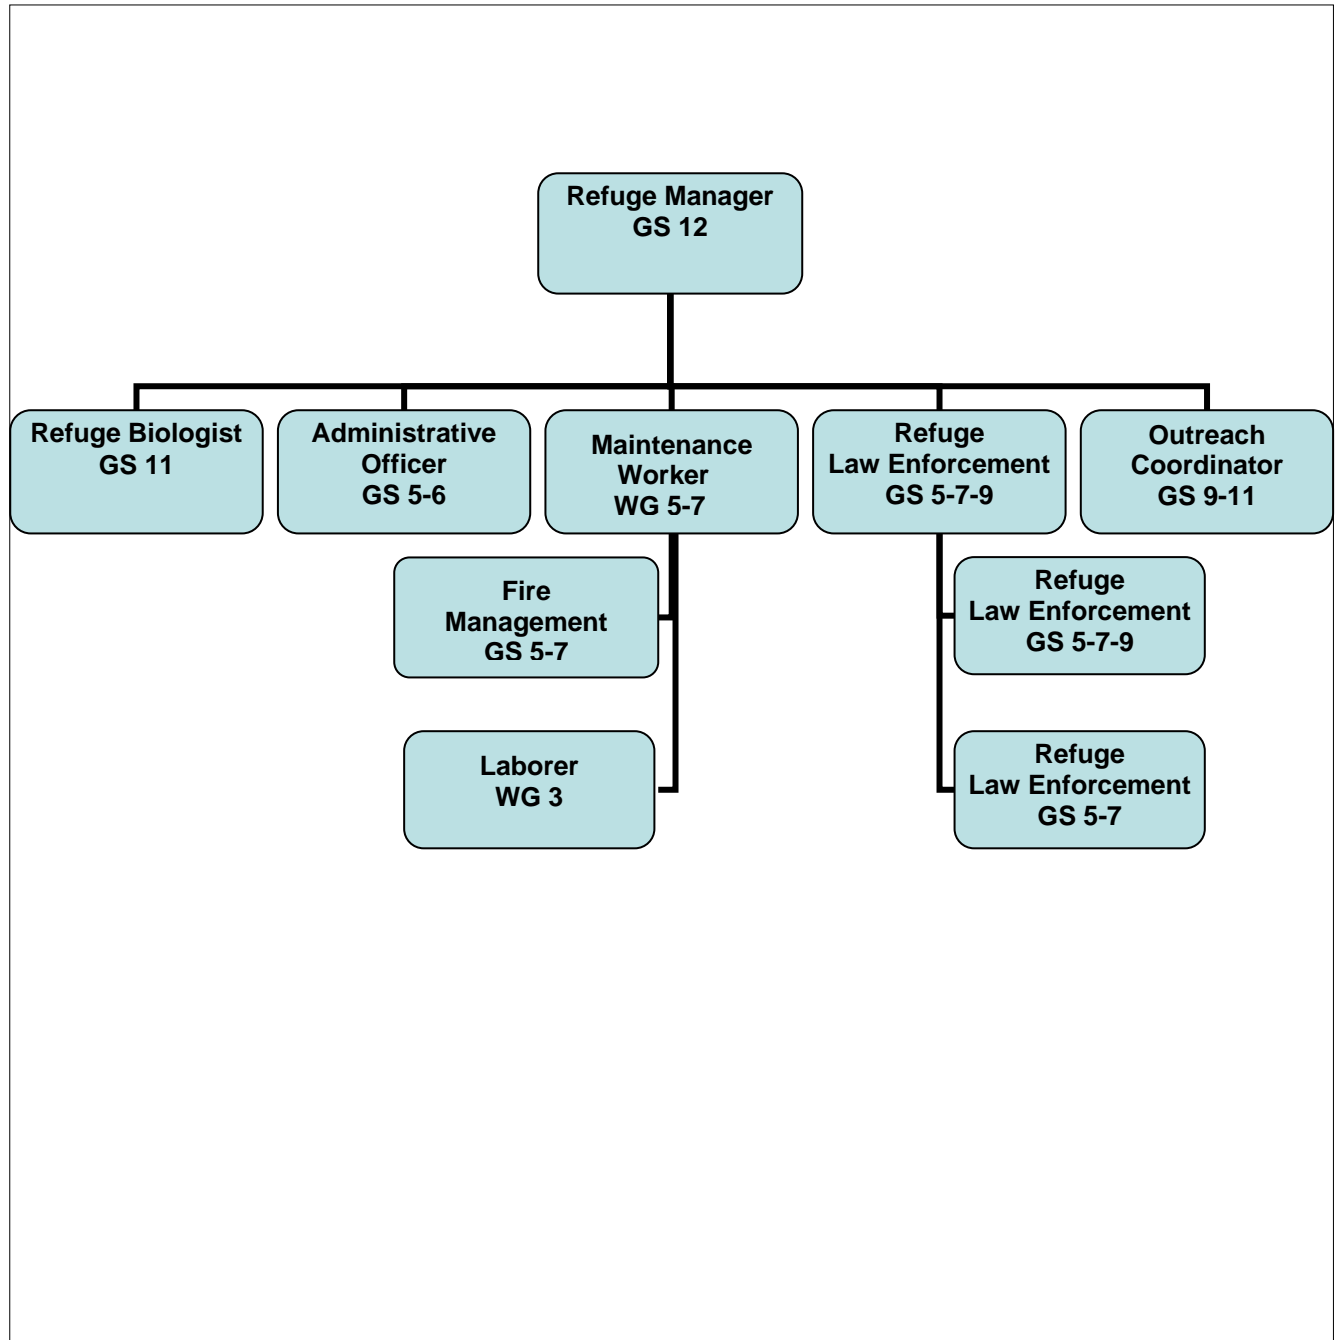 Refuge Manager
GS 12
Refuge Biologist
GS 11
Administrative
Officer
GS 5-6
Maintenance
Worker
WG 5-7
Refuge
Law Enforcement
GS 5-7-9
Outreach
Coordinator
GS 9-11
Fire
Management
GS 5-7
Refuge
Law Enforcement
GS 5-7-9
Laborer
WG 3
Refuge
Law Enforcement
GS 5-7